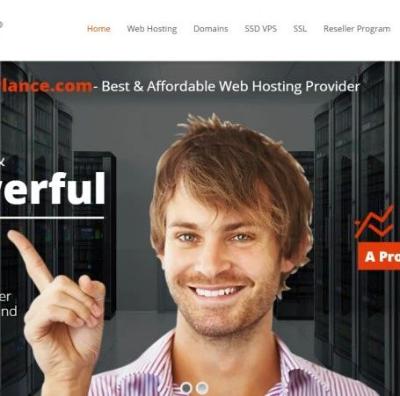 Home Web Hosting Domains SSD VPS SSL Reseller Program
lance.com - Best & Affordable Web Hosting Provider
&
erful
A Pro
er
nd